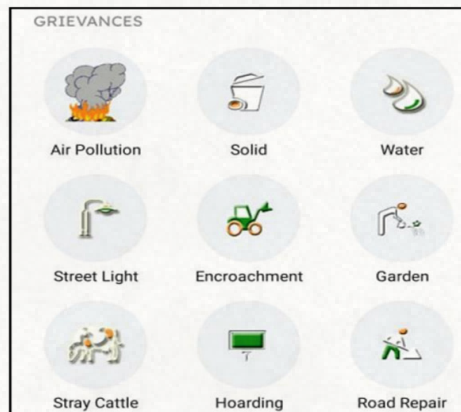 GRIEVANCES
Air Pollution Solid Water
Street Light Encroachment Garden
Stray Cattle Hoarding Road Repair